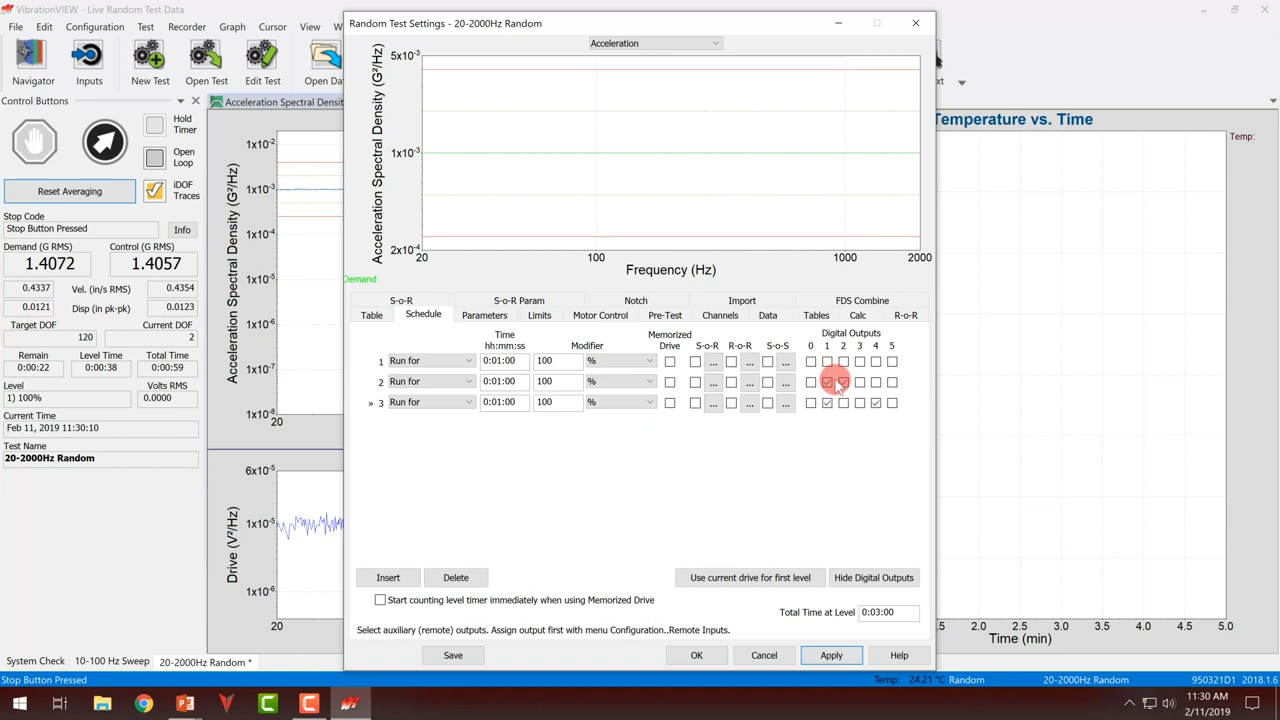 VibrationVIEW - Live Random Test Data
File Edit Configuration Test Recorder Graph Cursor View
Navigator Inputs New Test Open Test Edit Test
Control Buttons
Hold Timer
Open Loop
iDOF Traces
Reset Averaging
Stop Code
Stop Button Pressed Info
Demand (G RMS) Control (G RMS)
1.4072 1.4057
0.4337 Vel. (in/s RMS) 0.4354
0.0121 Disp (in pk-pk) 0.0123
Target DOF Current DOF
120 2
Remain Level Time Total Time
0:00:22 0:00:38 0:00:59
Level Volts RMS
1) 100% 0.0000
Current Time
Feb 11, 2019 11:30:10
Test Name
20-2000Hz Random
Acceleration Spectral Densit
Acceleration Spectral Density (G²/Hz)
1x10⁻²
1x10⁻³
1x10⁻⁴
1x10⁻⁵
1x10⁻⁶
1x10⁻⁷
1x10⁻⁸
20
Drive (V²/Hz)
6x10⁻⁵
1x10⁻⁵
1x10⁻⁶
20
Random Test Settings - 20-2000Hz Random
Acceleration
Acceleration Spectral Density (G²/Hz)
5x10⁻³
1x10⁻³
2x10⁻⁴
20 100 1000 2000
Frequency (Hz)
Demand
S-o-R S-o-R Param Notch Import FDS Combine
Table Schedule Parameters Limits Motor Control Pre-Test Channels Data Tables Calc R-o-R
Time hh:mm:ss Modifier Memorized Drive S-o-R R-o-R S-o-S Digital Outputs
0 1 2 3 4 5
1 Run for 0:01:00 100 % ... ... ...
2 Run for 0:01:00 100 % ... ... ...
» 3 Run for 0:01:00 100 % ... ... ...
Insert Delete Use current drive for first level Hide Digital Outputs
Start counting level timer immediately when using Memorized Drive
Total Time at Level 0:03:00
Select auxiliary (remote) outputs. Assign output first with menu Configuration..Remote Inputs.
Save OK Cancel Apply Help
Temperature vs. Time
Temp:
.5 2.0 2.5 3.0 3.5 4.0 4.5 5.0
Time (min)
System Check 10-100 Hz Sweep 20-2000Hz Random *
Stop Button Pressed Temp: 24.21 °C Random 20-2000Hz Random 950321D1 2018.1.6
11:30 AM
2/11/2019